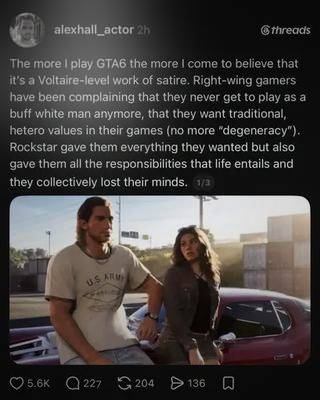 alexhall_actor 2h
threads
The more I play GTA6 the more I come to believe that
it's a Voltaire-level work of satire. Right-wing gamers
have been complaining that they never get to play as a
buff white man anymore, that they want traditional,
hetero values in their games (no more "degeneracy").
Rockstar gave them everything they wanted but also
gave them all the responsibilities that life entails and
they collectively lost their minds. 1/3
U.S ARMY
5.6K 227 204 136